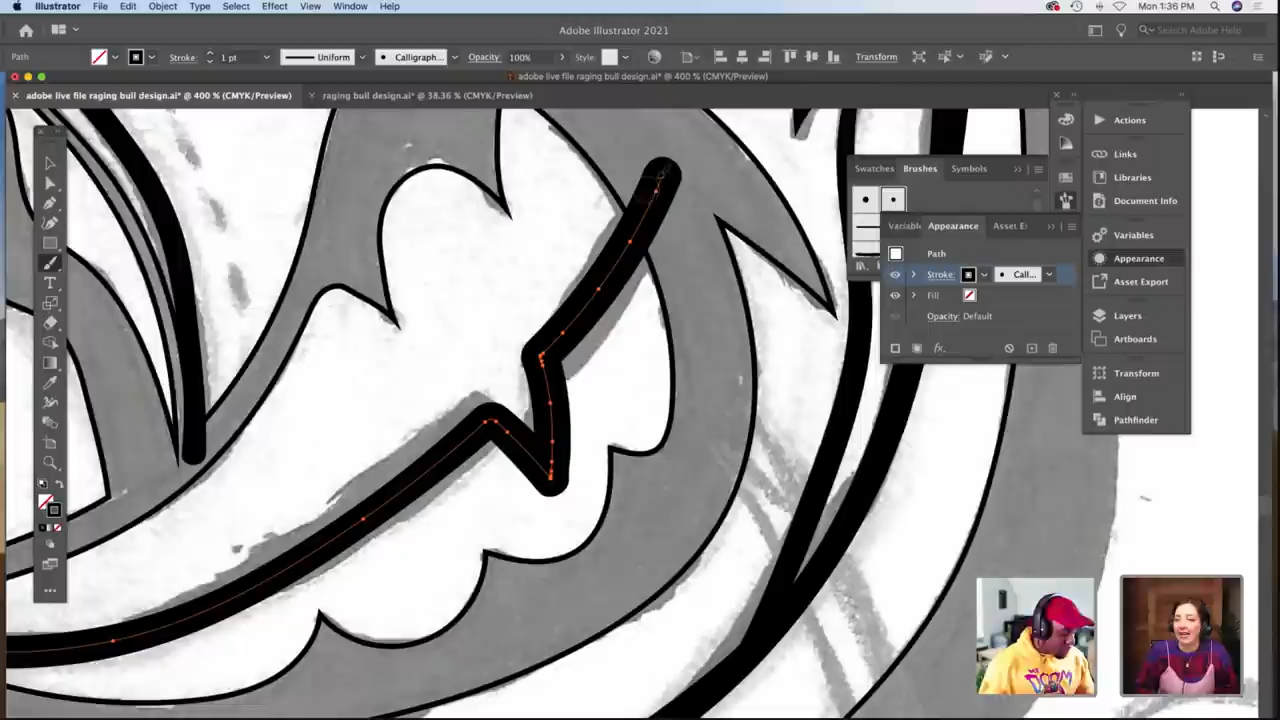 Illustrator File Edit Object Type Select Effect View Window Help
Mon 1:36 PM
Adobe Illustrator 2021
Search Adobe Help
Path
Stroke: 1 pt
Uniform
Calligraph...
Opacity: 100%
Style:
Transform
adobe live file raging bull design.ai* @ 400 % (CMYK/Preview)
adobe live file raging bull design.ai* @ 400 % (CMYK/Preview)
raging bull design.ai* @ 38.36 % (CMYK/Preview)
Swatches Brushes Symbols
Variable Appearance Asset E
Path
Stroke: Call...
Fill
Opacity: Default
fx.
Actions
Links
Libraries
Document Info
Variables
Appearance
Asset Export
Layers
Artboards
Transform
Align
Pathfinder
DOOM